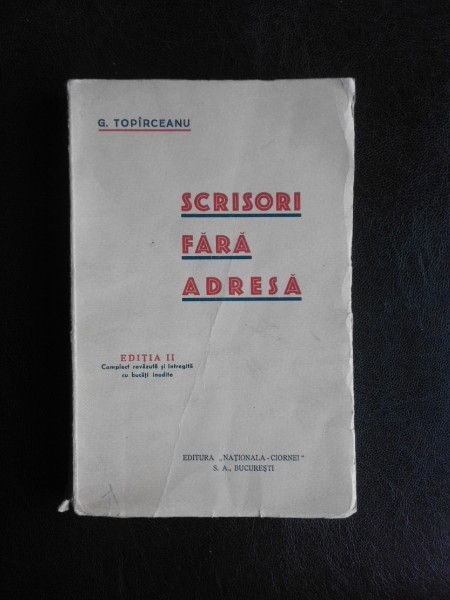 G. TOPÎRCEANU
SCRISORI
FĂRĂ
ADRESĂ
EDIȚIA II
Complect revăzută și întregită
cu bucăți inedite
EDITURA „NAȚIONALA-CIORNEI"
S. A., BUCUREȘTI